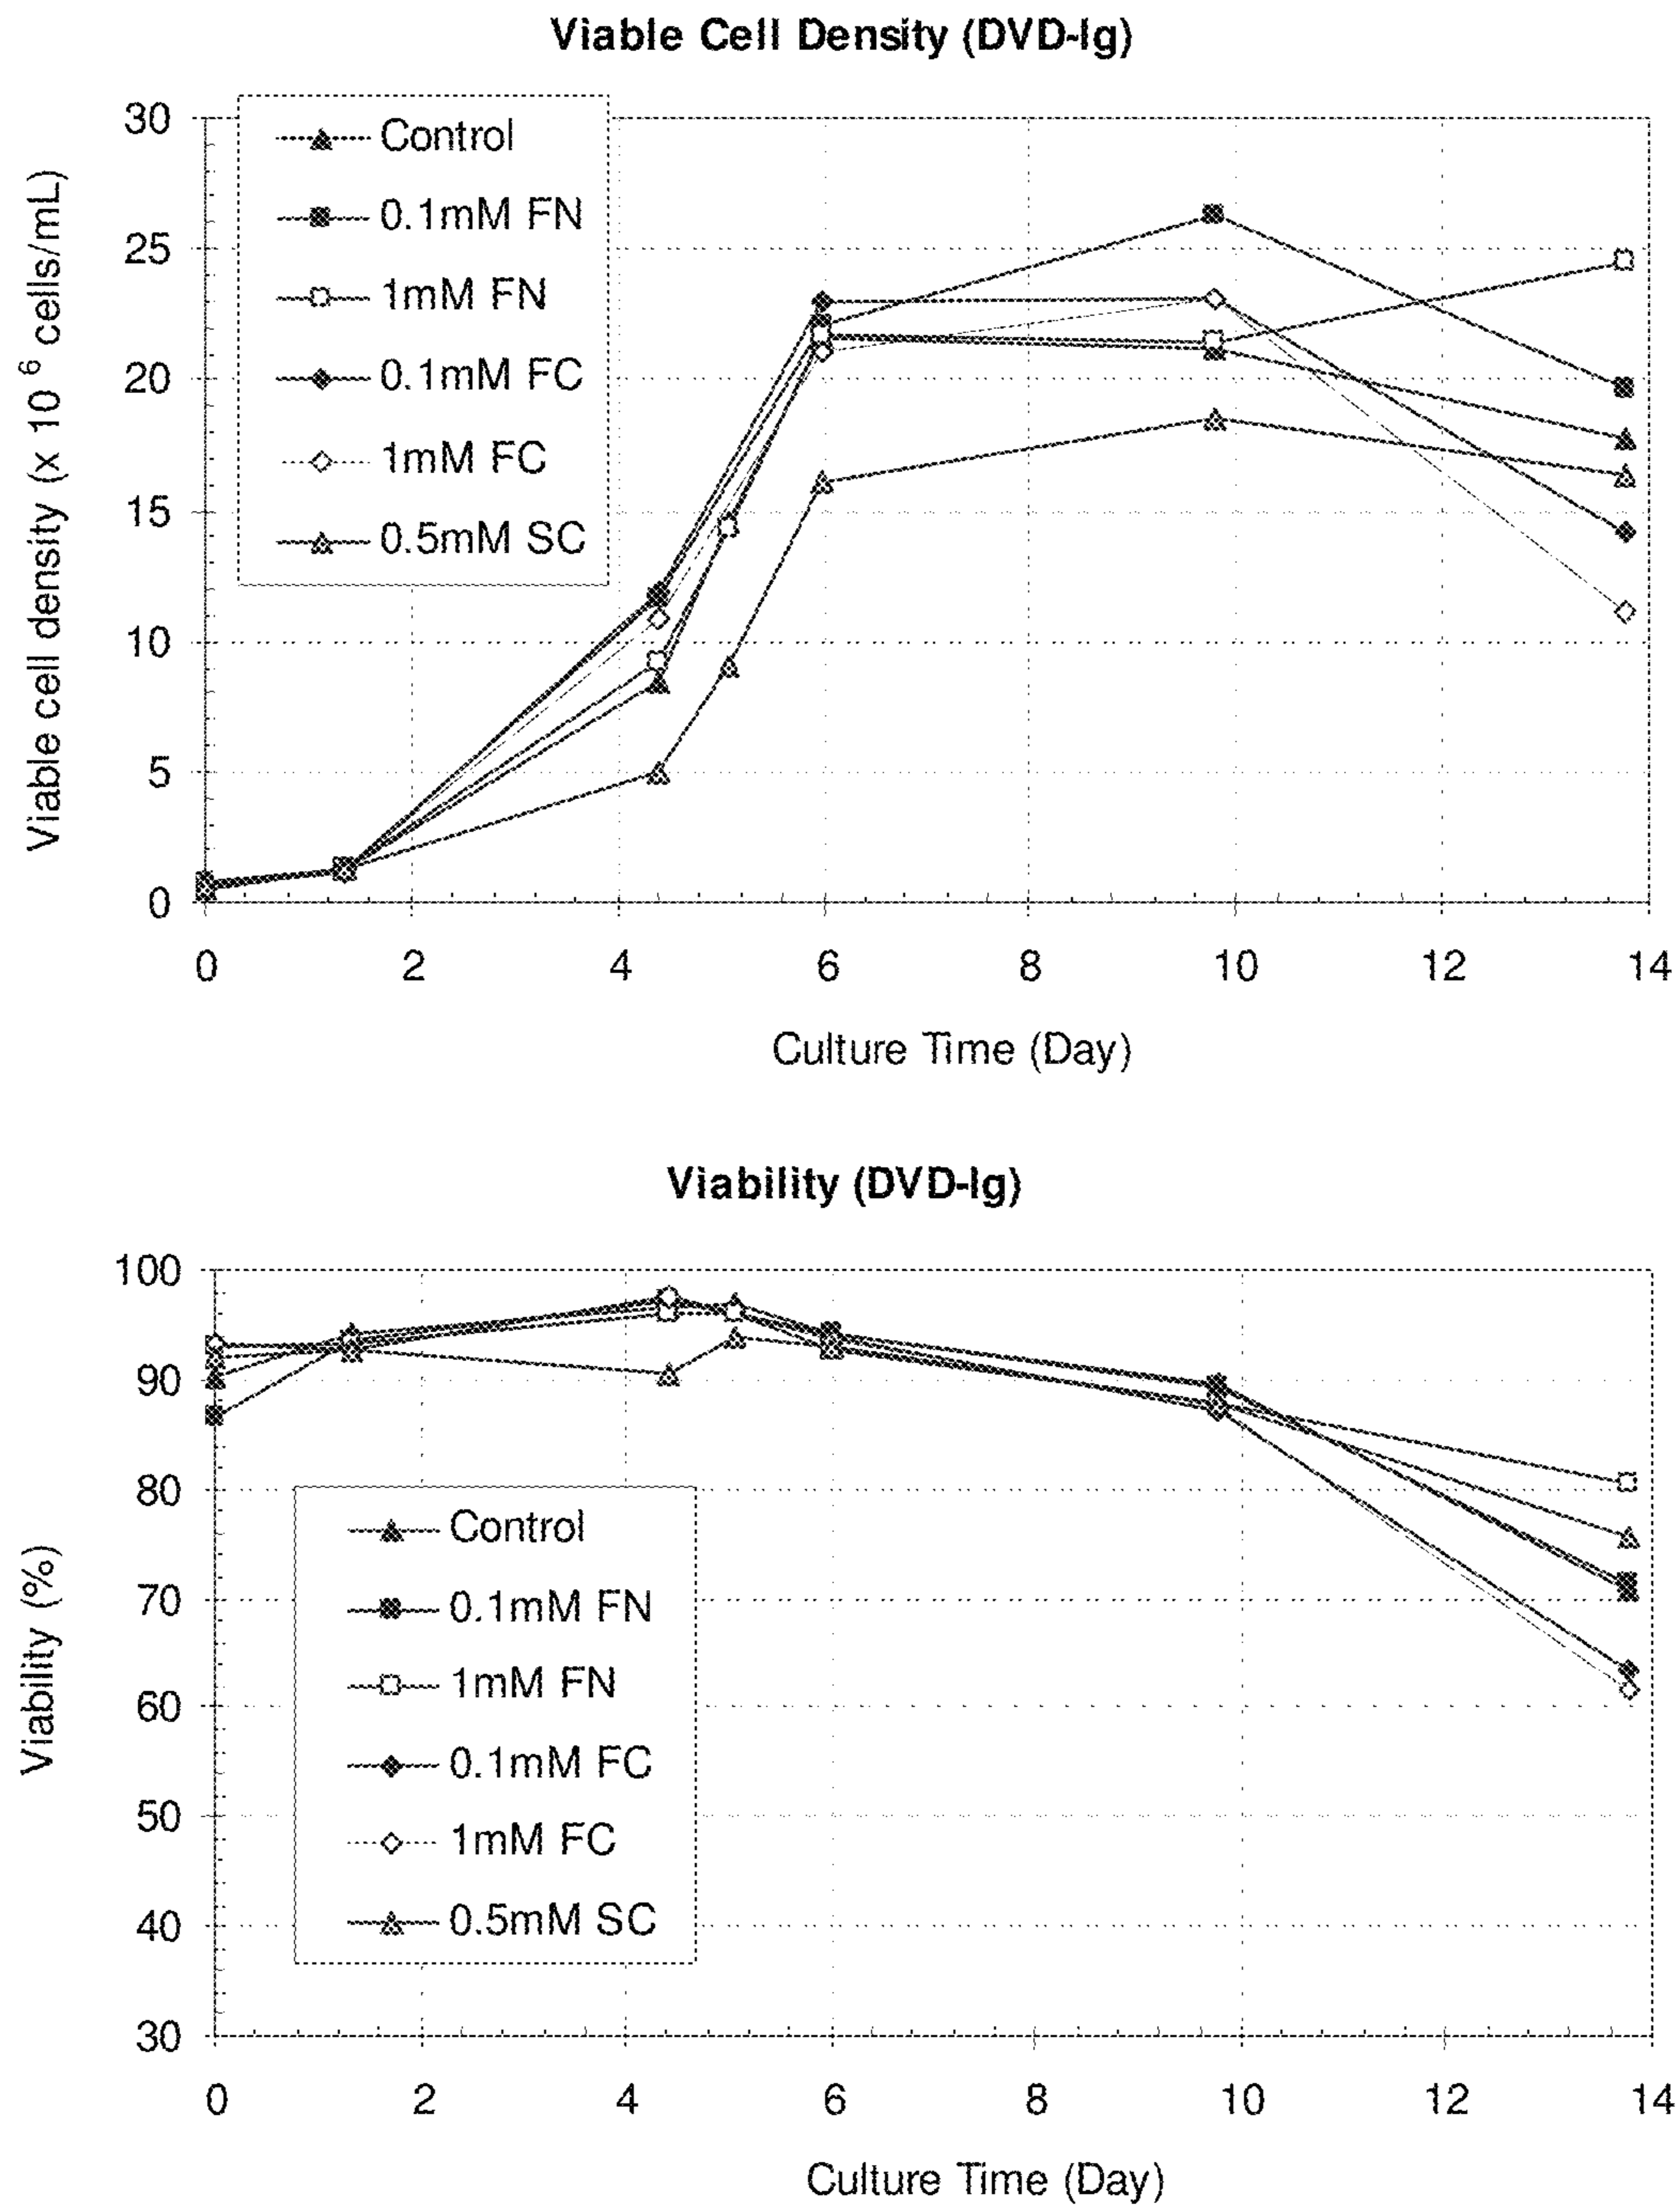 Viable Cell Density (DVD-Ig)
Viable cell density (x 10 6 cells/mL)
30
25
20
15
10
5
0
Control
0.1mM FN
1mM FN
0.1mM FC
1mM FC
0.5mM SC
0 2 4 6 8 10 12 14
Culture Time (Day)
Viability (DVD-Ig)
Viability (%)
100
90
80
70
60
50
40
30
Control
0.1mM FN
1mM FN
0.1mM FC
1mM FC
0.5mM SC
0 2 4 6 8 10 12 14
Culture Time (Day)